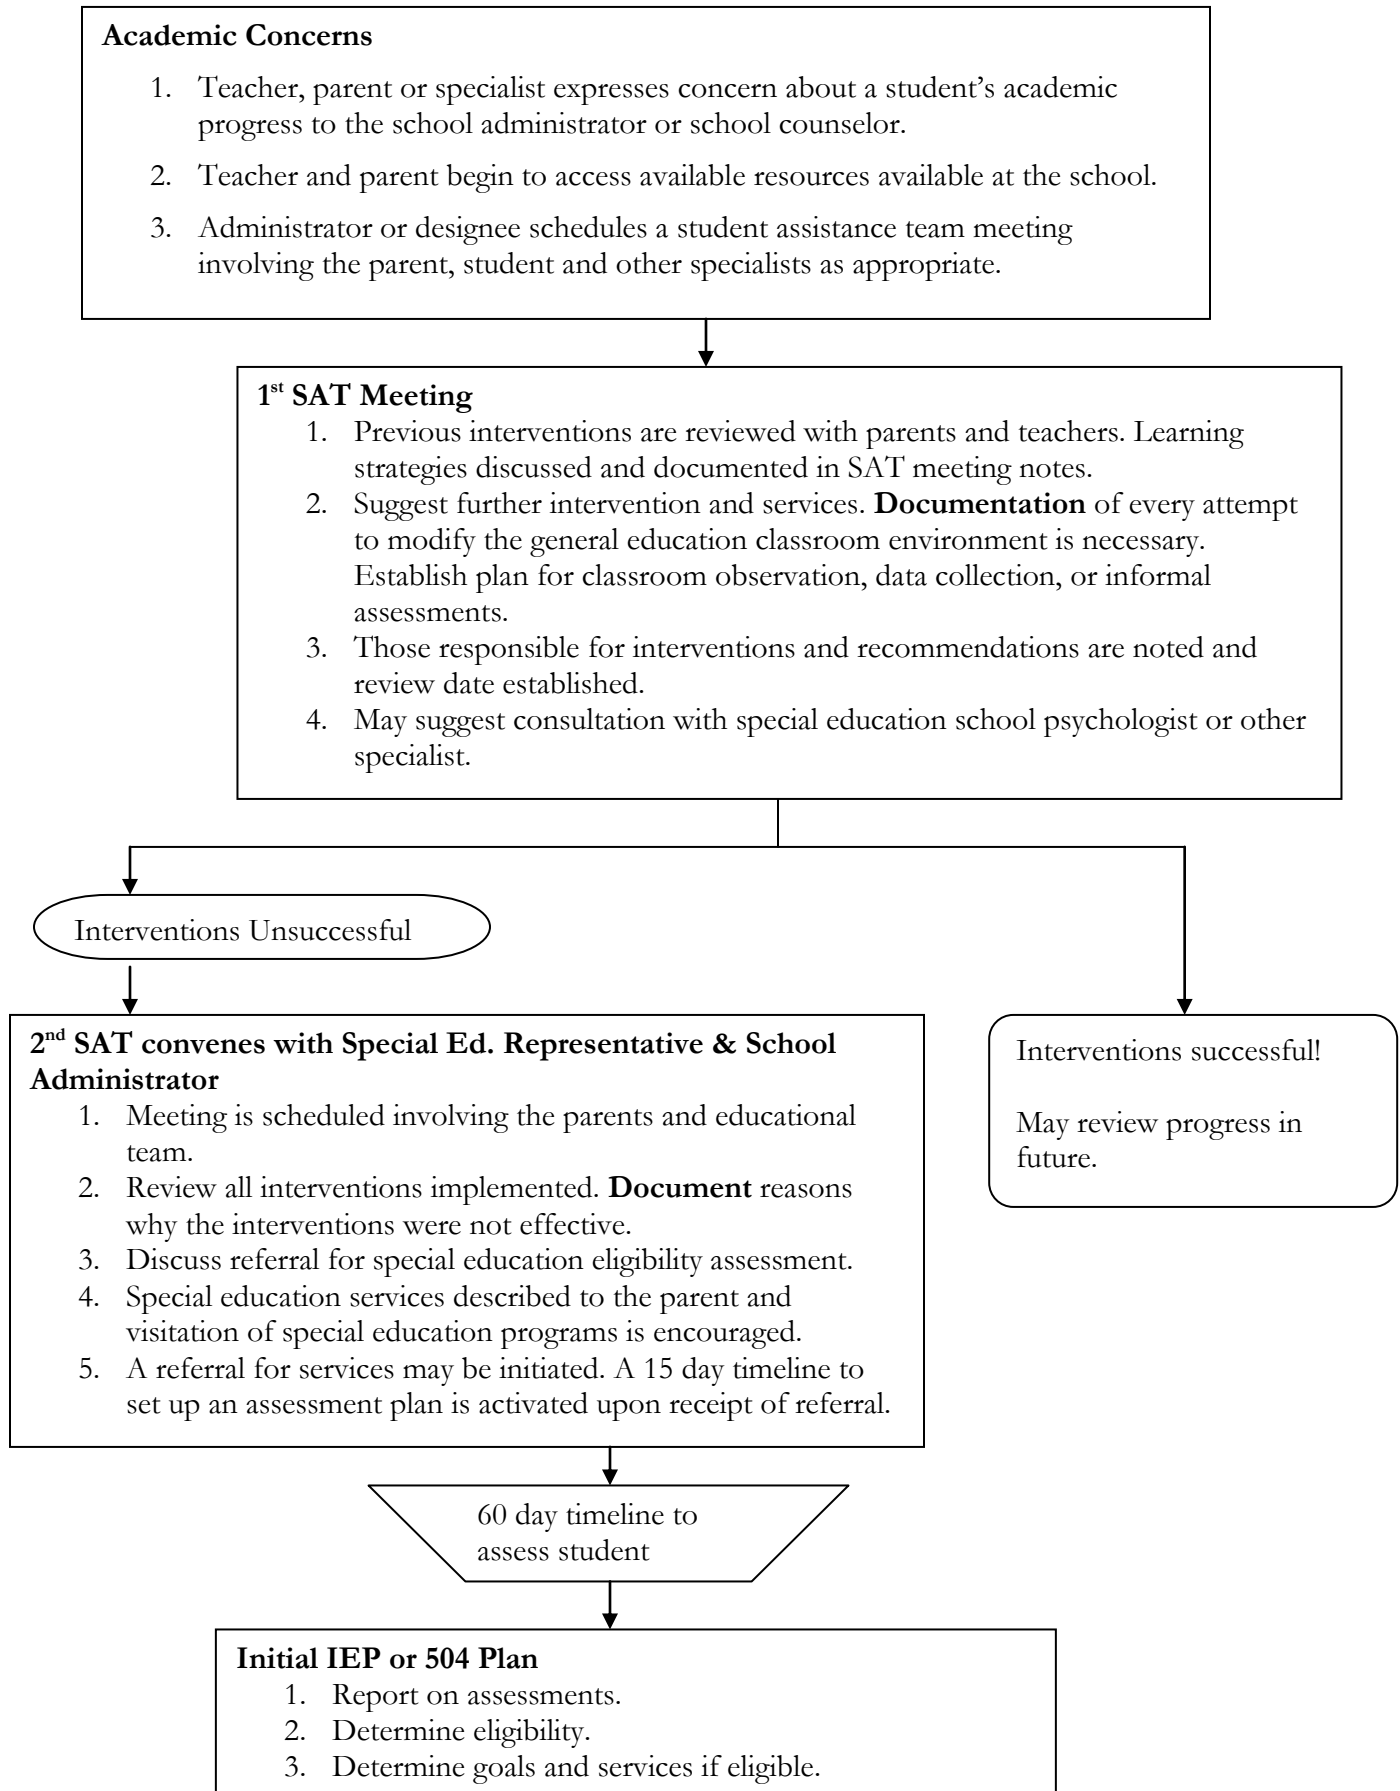 Academic Concerns
1. Teacher, parent or specialist expresses concern about a student’s academic
progress to the school administrator or school counselor.
2. Teacher and parent begin to access available resources available at the school.
3. Administrator or designee schedules a student assistance team meeting
involving the parent, student and other specialists as appropriate.
1st SAT Meeting
1. Previous interventions are reviewed with parents and teachers. Learning
strategies discussed and documented in SAT meeting notes.
2. Suggest further intervention and services. Documentation of every attempt
to modify the general education classroom environment is necessary.
Establish plan for classroom observation, data collection, or informal
assessments.
3. Those responsible for interventions and recommendations are noted and
review date established.
4. May suggest consultation with special education school psychologist or other
specialist.
Interventions Unsuccessful
2nd SAT convenes with Special Ed. Representative & School
Administrator
1. Meeting is scheduled involving the parents and educational
team.
2. Review all interventions implemented. Document reasons
why the interventions were not effective.
3. Discuss referral for special education eligibility assessment.
4. Special education services described to the parent and
visitation of special education programs is encouraged.
5. A referral for services may be initiated. A 15 day timeline to
set up an assessment plan is activated upon receipt of referral.
Interventions successful!
May review progress in
future.
60 day timeline to
assess student
Initial IEP or 504 Plan
1. Report on assessments.
2. Determine eligibility.
3. Determine goals and services if eligible.